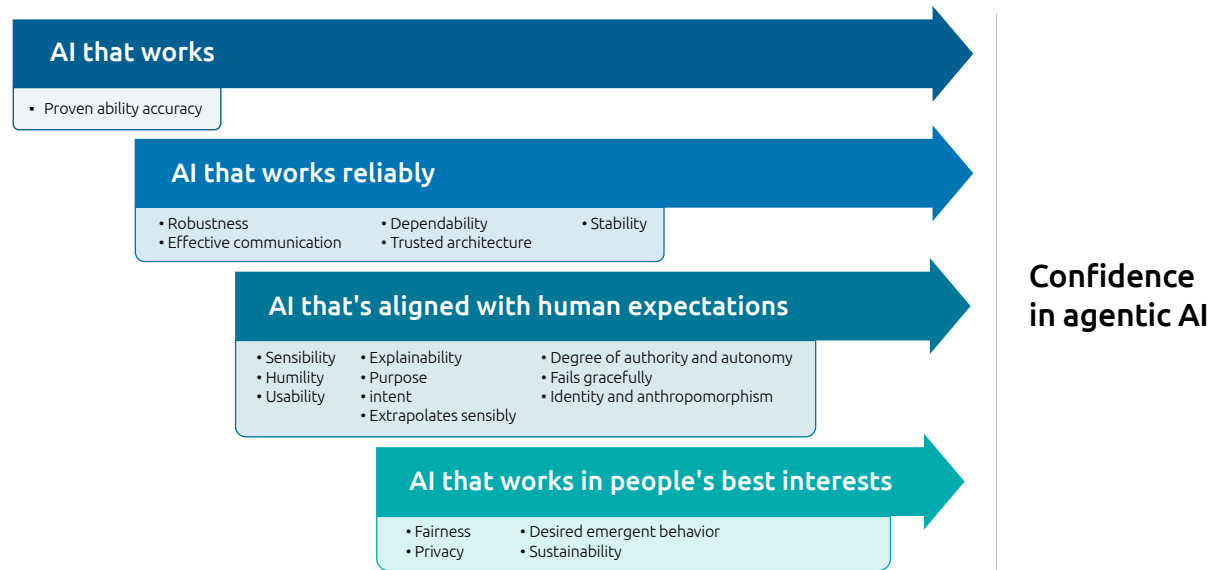 AI that works
▪ Proven ability accuracy
AI that works reliably
• Robustness
• Effective communication
• Dependability
• Trusted architecture
• Stability
AI that's aligned with human expectations
• Sensibility
• Humility
• Usability
• Explainability
• Purpose
• intent
• Extrapolates sensibly
• Degree of authority and autonomy
• Fails gracefully
• Identity and anthropomorphism
AI that works in people's best interests
• Fairness
• Privacy
• Desired emergent behavior
• Sustainability
Confidence
in agentic AI